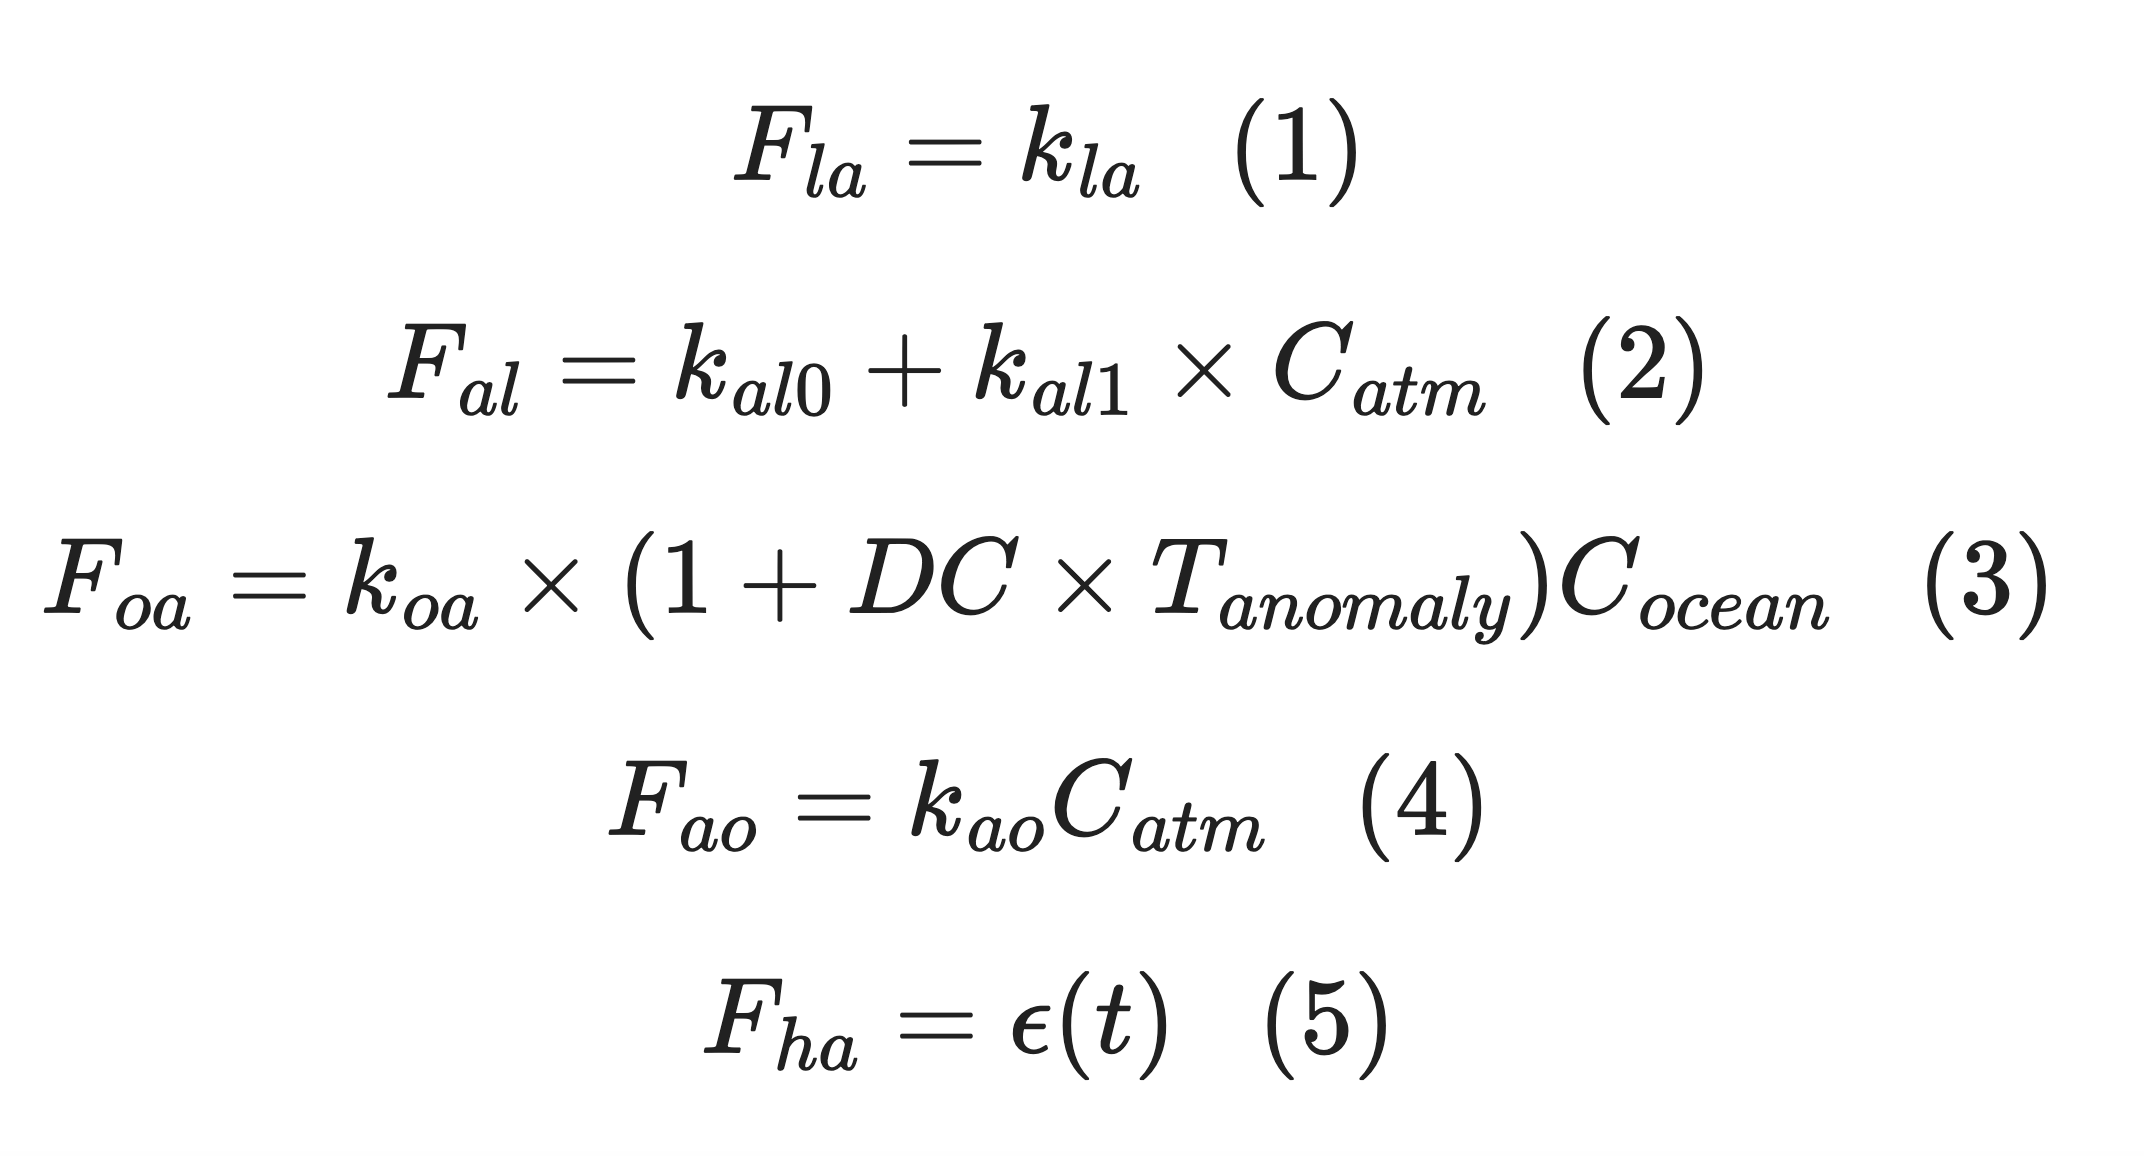 F_{la} = k_{la} (1)
F_{al} = k_{al0} + k_{al1} × C_{atm} (2)
F_{oa} = k_{oa} × (1 + DC × T_{anomaly})C_{ocean} (3)
F_{ao} = k_{ao}C_{atm} (4)
F_{ha} = ϵ(t) (5)